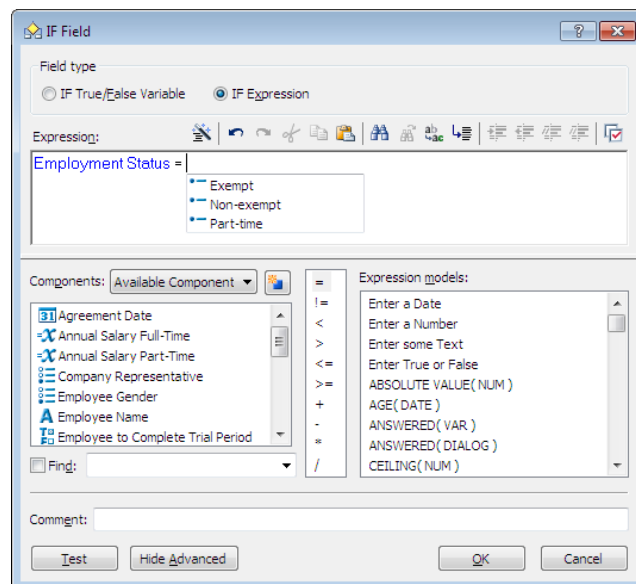 IF Field
Field type
IF True/False Variable IF Expression
Expression:
Employment Status =
Exempt
Non-exempt
Part-time
Components: Available Component
Agreement Date
Annual Salary Full-Time
Annual Salary Part-Time
Company Representative
Employee Gender
Employee Name
Employee to Complete Trial Period
Find:
=
!=
<
>
<=
>=
+
-
*
/
Expression models:
Enter a Date
Enter a Number
Enter some Text
Enter True or False
ABSOLUTE VALUE( NUM )
AGE( DATE )
ANSWERED( VAR )
ANSWERED( DIALOG )
CEILING( NUM )
Comment:
Test Hide Advanced OK Cancel